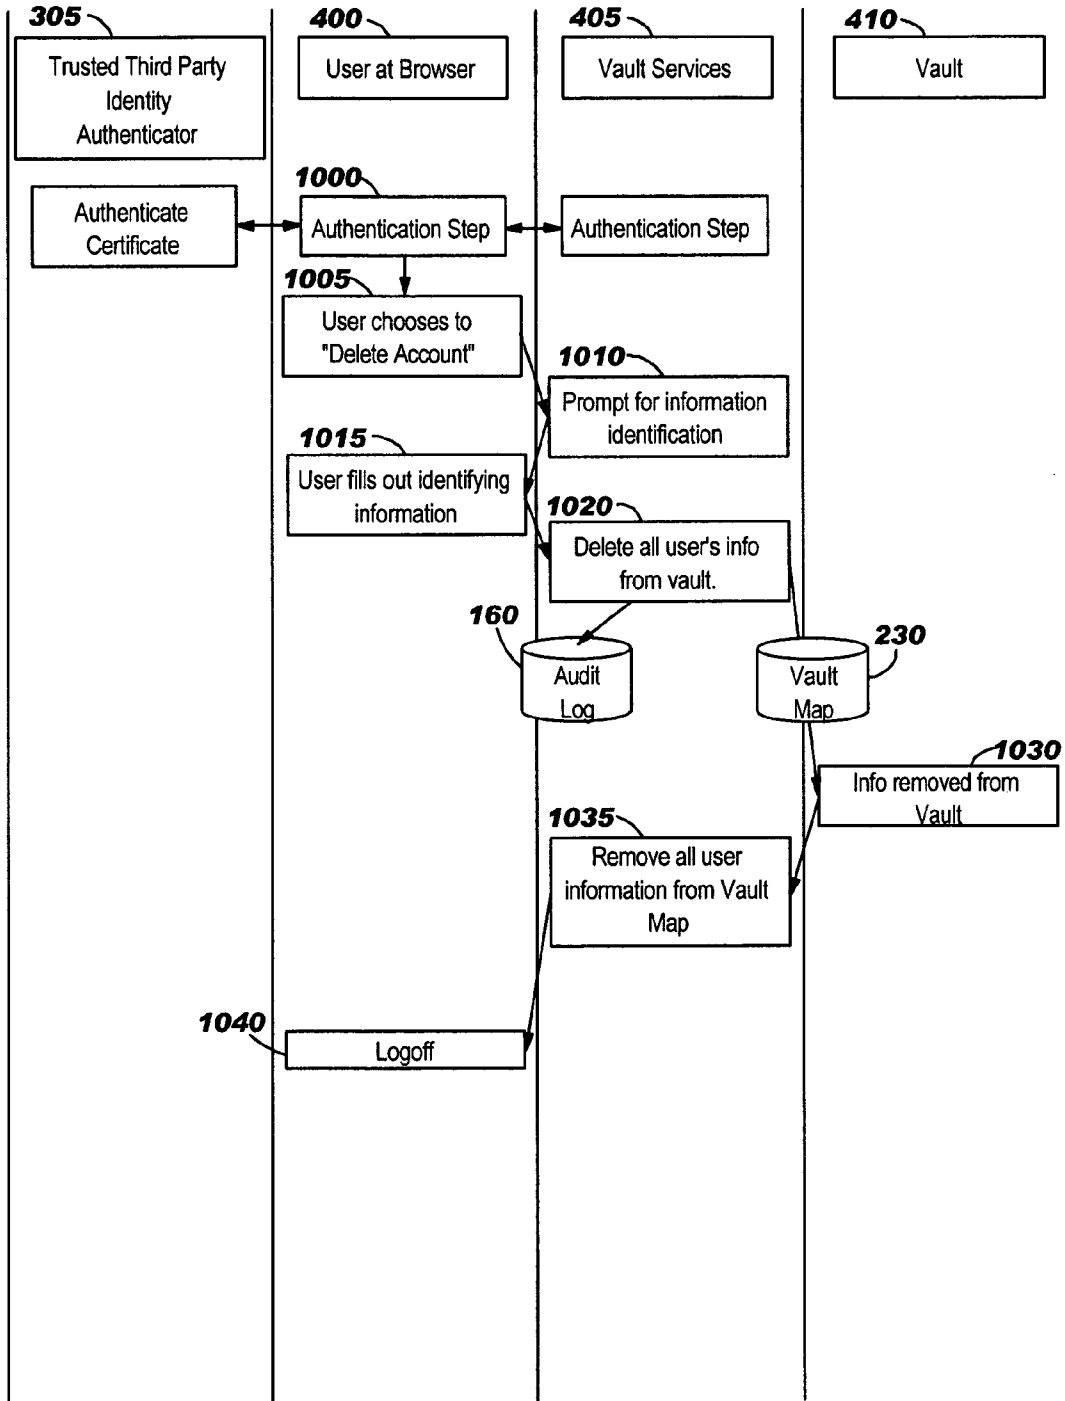 305
400
405
410
Trusted Third Party
Identity
Authenticator
User at Browser
Vault Services
Vault
1000
Authenticate
Certificate
Authentication Step
Authentication Step
1005
User chooses to
"Delete Account"
1010
Prompt for information
identification
1015
User fills out identifying
information
1020
Delete all user's info
from vault.
160
Audit
Log
230
Vault
Map
1030
Info removed from
Vault
1035
Remove all user
information from Vault
Map
1040
Logoff